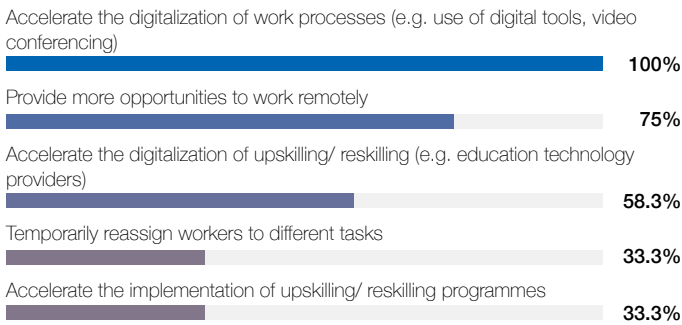 Accelerate the digitalization of work processes (e.g. use of digital tools, video
conferencing)
100%
Provide more opportunities to work remotely
75%
Accelerate the digitalization of upskilling/ reskilling (e.g. education technology
providers)
58.3%
Temporarily reassign workers to different tasks
33.3%
Accelerate the implementation of upskilling/ reskilling programmes
33.3%